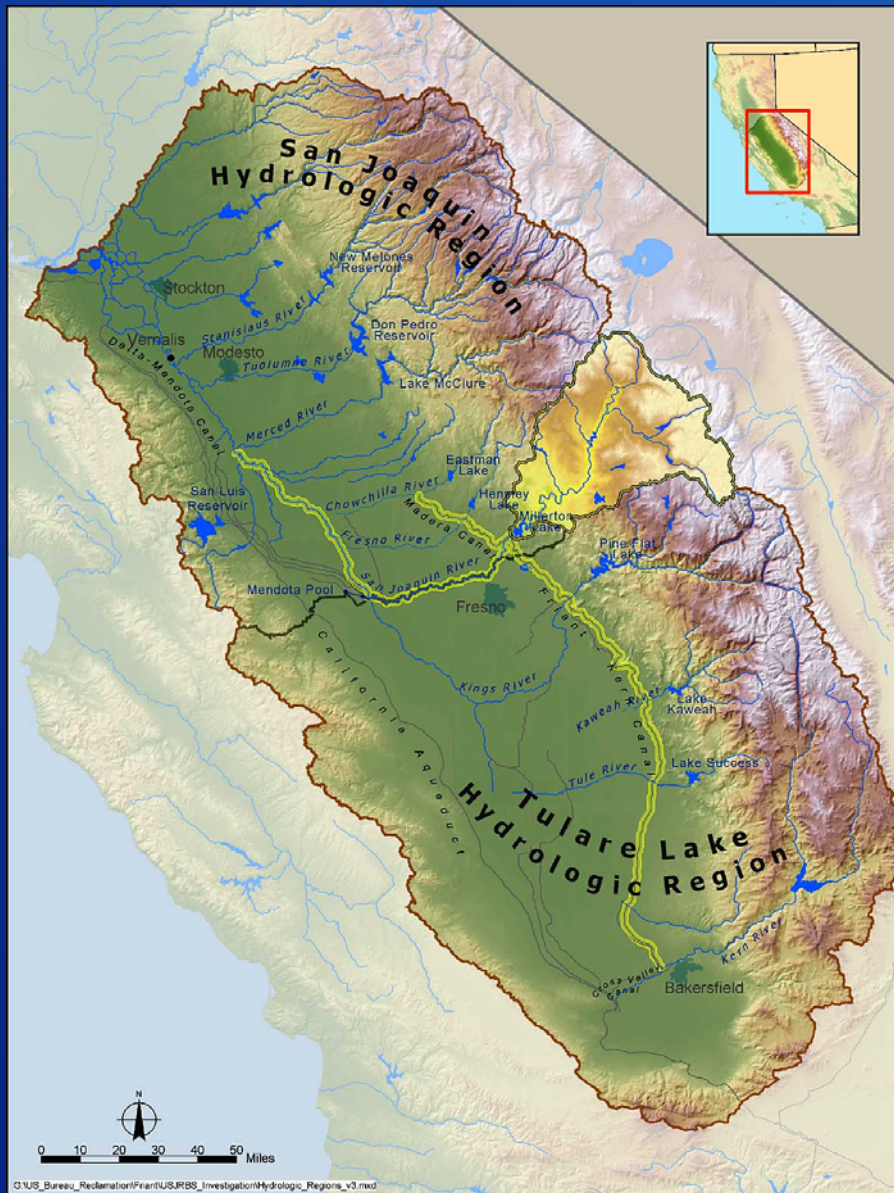 San Joaquin
Hydrologic Region
New Melones
Reservoir
Stockton
Stanislaus River
Don Pedro
Reservoir
Vernalis
Modesto
Tuolumne River
Delta-Mendota Canal
Lake McClure
Merced River
Eastman
Lake
San Luis
Reservoir
Chowchilla River
Hensley
Lake
Millerton
Lake
Madera Canal
Fresno River
Pine Flat
Lake
San Joaquin River
Mendota Pool
Fresno
Friant - Kern Canal
California Aqueduct
Kings River
Kaweah River
Lake
Kaweah
Lake Success
Tule River
Tulare Lake
Hydrologic Region
Kern River
Cross Valley
Canal
Bakersfield
N
0 10 20 30 40 50
Miles
G:\US_Bureau_Reclamation\Friant\USJRBS_Investigation\Hydrologic_Regions_v3.mxd